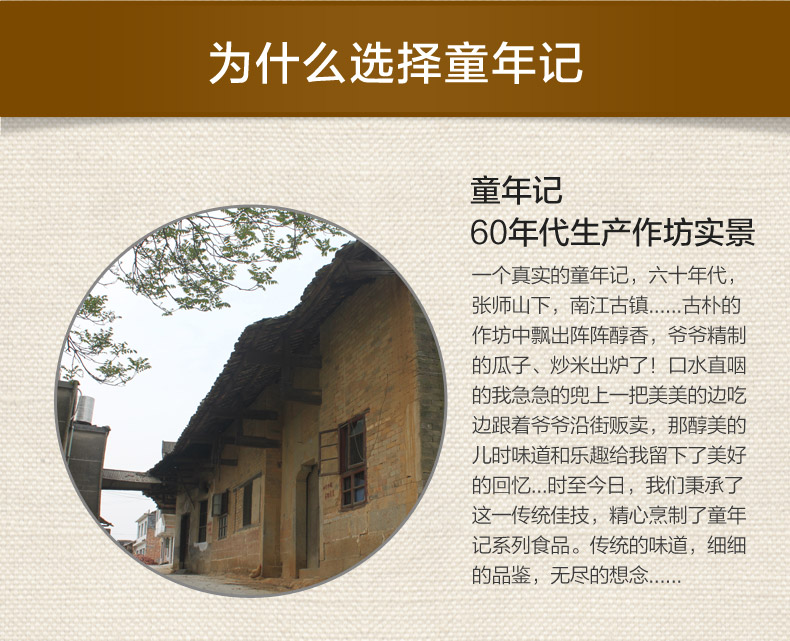 为什么选择童年记
童年记
60年代生产作坊实景
一个真实的童年记，六十年代，
张师山下，南江古镇......古朴的
作坊中飘出阵阵醇香，爷爷精制
的瓜子、炒米出炉了！口水直咽
的我急急的兜上一把美美的边吃
边跟着爷爷沿街贩卖，那醇美的
儿时味道和乐趣给我留下了美好
的回忆...时至今日，我们秉承了
这一传统佳技，精心烹制了童年
记系列食品。传统的味道，细细
的品鉴，无尽的想念......